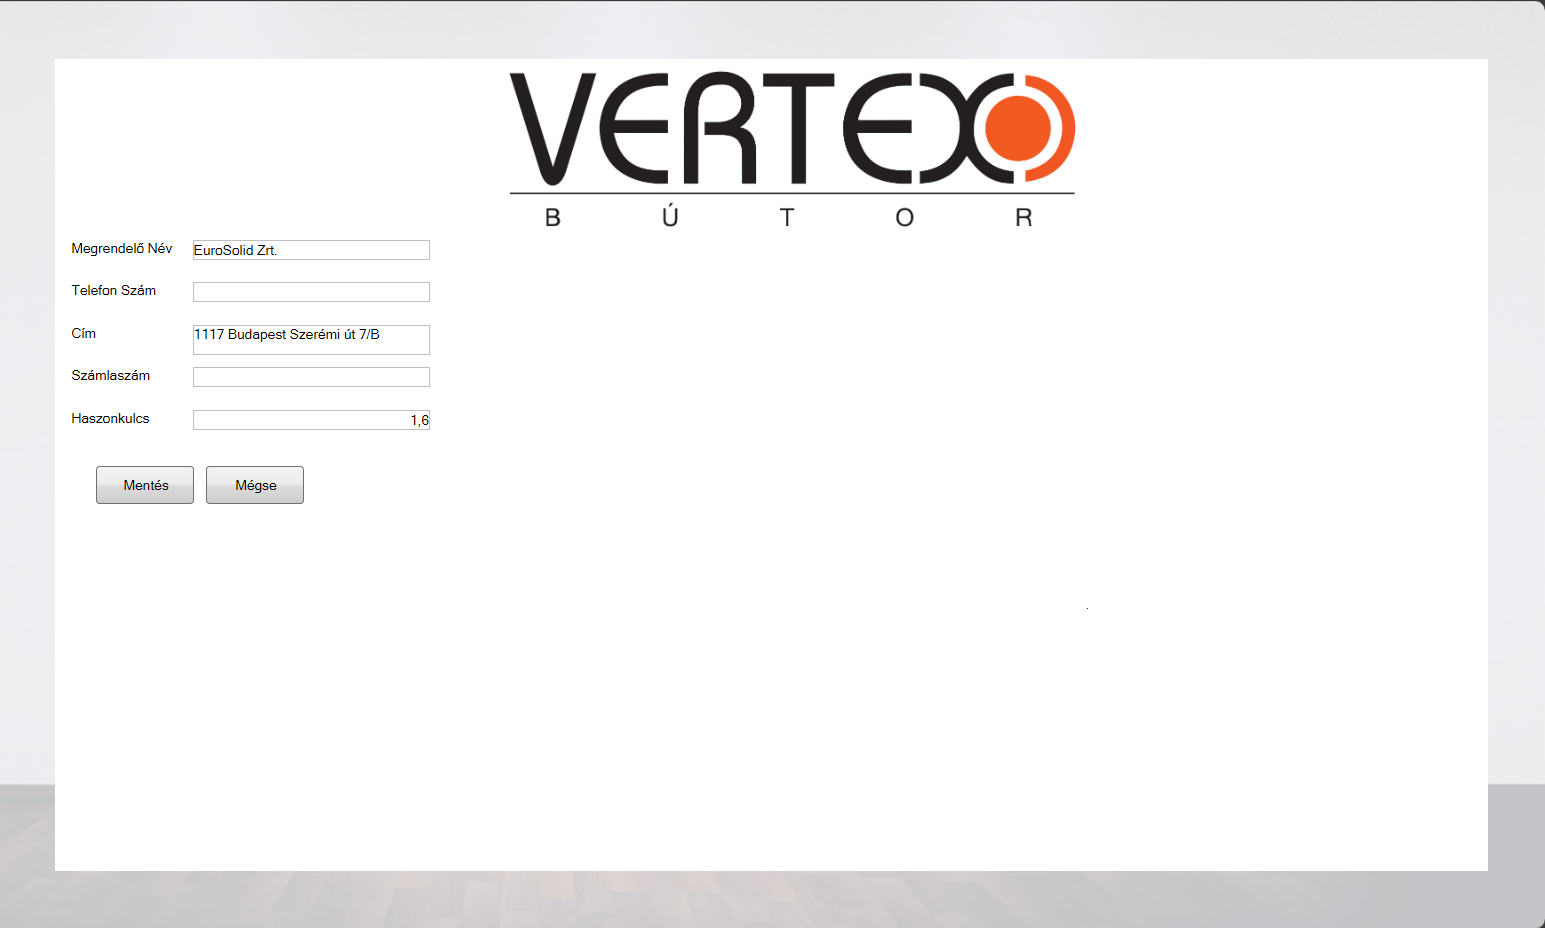 VERTEX
BÚTOR
Megrendelő Név EuroSolid Zrt.
Telefon Szám
Cím 1117 Budapest Szerémi út 7/B
Számlaszám
Haszonkulcs 1,6
Mentés Mégse